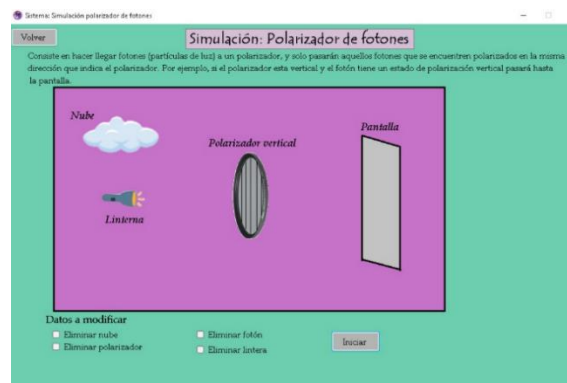 Sistema: Simulación polarizador de fotones
Volver
Simulación: Polarizador de fotones
Consiste en hacer llegar fotones (partículas de luz) a un polarizador, y solo pasarán aquellos fotones que se encuentren polarizados en la misma
dirección que indica el polarizador. Por ejemplo, si el polarizador esta vertical y el fotón tiene un estado de polarización vertical pasará hasta
la pantalla.
Nube
Polarizador vertical
Pantalla
Linterna
Datos a modificar
Eliminar nube
Eliminar fotón
Eliminar polarizador
Eliminar lintera
Iniciar